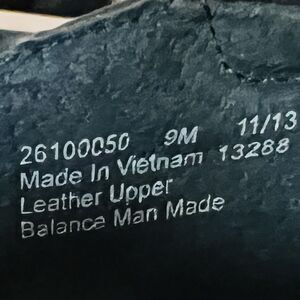 26100050 9M 11/13
Made In Vietnam 13288
Leather Upper
Balance Man Made